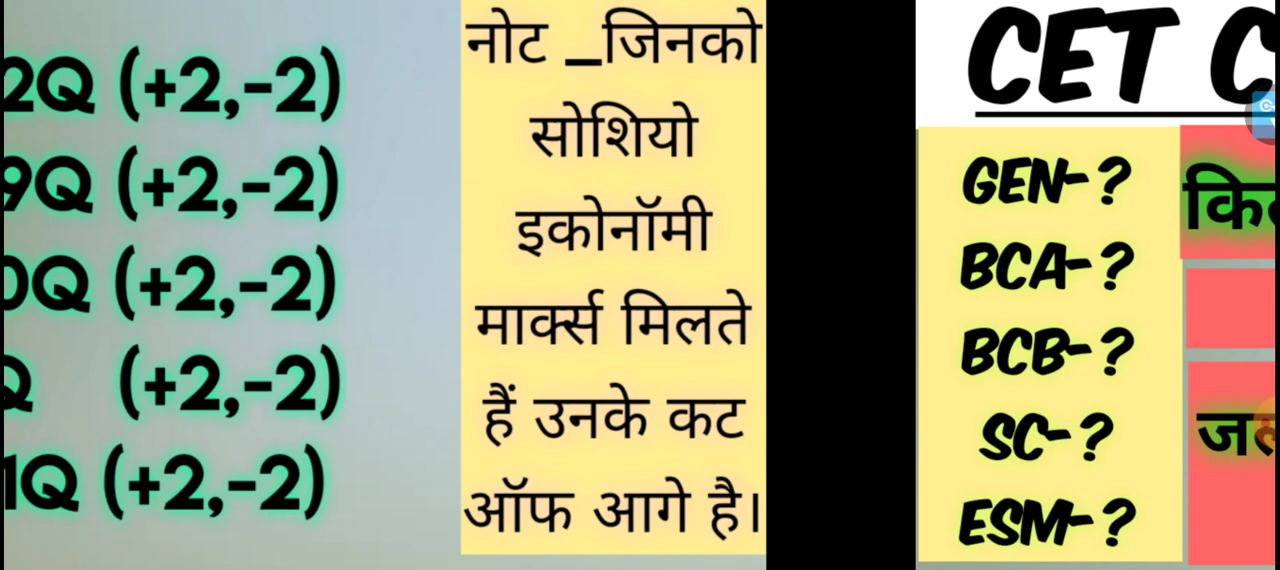 2Q (+2,-2)
9Q (+2,-2)
0Q (+2,-2)
Q (+2,-2)
1Q (+2,-2)
नोट _जिनको
सोशियो
इकोनॉमी
मार्क्स मिलते
हैं उनके कट
ऑफ आगे है।
CET C
GEN-?
BCA-?
BCB-?
SC-?
ESM-?